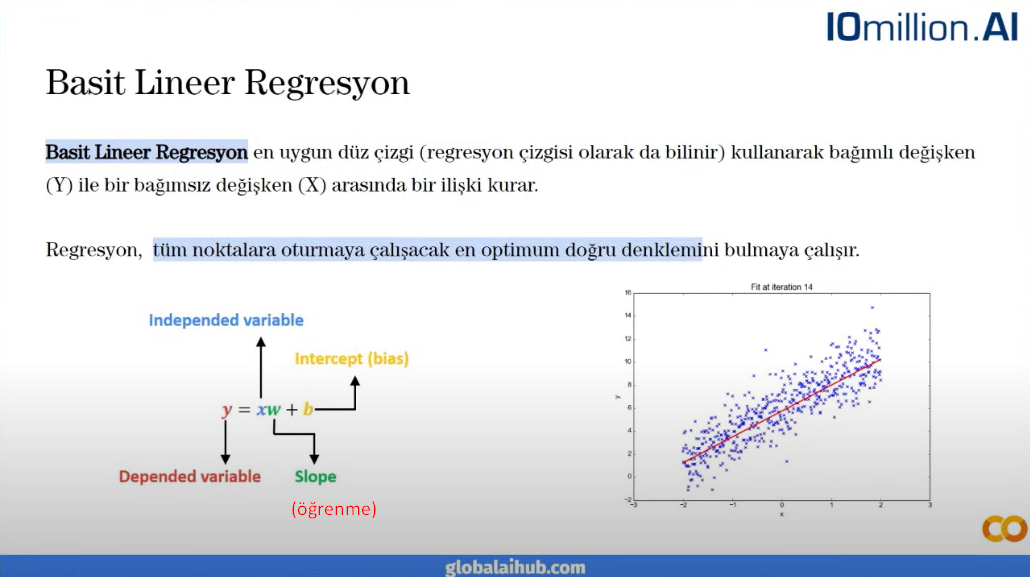 10million.AI
Basit Lineer Regresyon
Basit Lineer Regresyon en uygun düz çizgi (regresyon çizgisi olarak da bilinir) kullanarak bağımlı değişken
(Y) ile bir bağımsız değişken (X) arasında bir ilişki kurar.
Regresyon, tüm noktalara oturmaya çalışacak en optimum doğru denklemini bulmaya çalışır.
Independed variable
Intercept (bias)
y = xw + b
Depended variable
Slope
(öğrenme)
Fit at iteration 14
16
14
12
10
8
6
4
2
0
−2
y
−3 −2 −1 0 1 2 3
x
CO
globalaihub.com